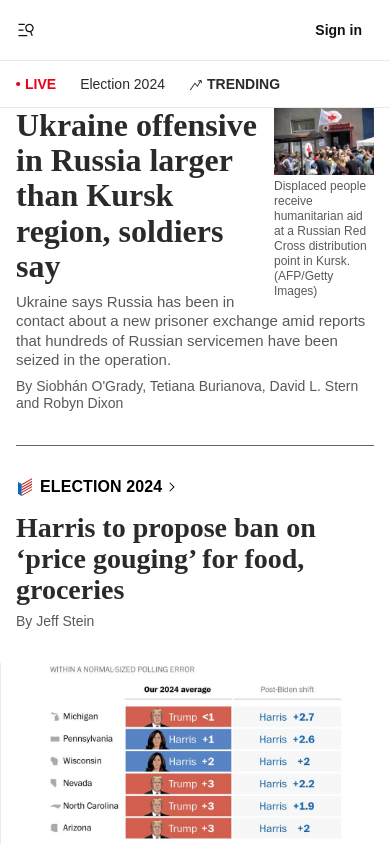 Sign in
LIVE
Election 2024
TRENDING
Ukraine offensive
in Russia larger
than Kursk
region, soldiers
say
Displaced people
receive
humanitarian aid
at a Russian Red
Cross distribution
point in Kursk.
(AFP/Getty
Images)
Ukraine says Russia has been in
contact about a new prisoner exchange amid reports
that hundreds of Russian servicemen have been
seized in the operation.
By Siobhán O'Grady, Tetiana Burianova, David L. Stern
and Robyn Dixon
ELECTION 2024
Harris to propose ban on
‘price gouging’ for food,
groceries
By Jeff Stein
WITHIN A NORMAL-SIZED POLLING ERROR
Our 2024 average Post-Biden shift
Michigan Trump <1 Harris +2.7
Pennsylvania Harris +1 Harris +2.6
Wisconsin Harris +2 Harris +2
Nevada Trump +3 Harris +2.2
North Carolina Trump +3 Harris +1.9
Arizona Trump +3 Harris +2